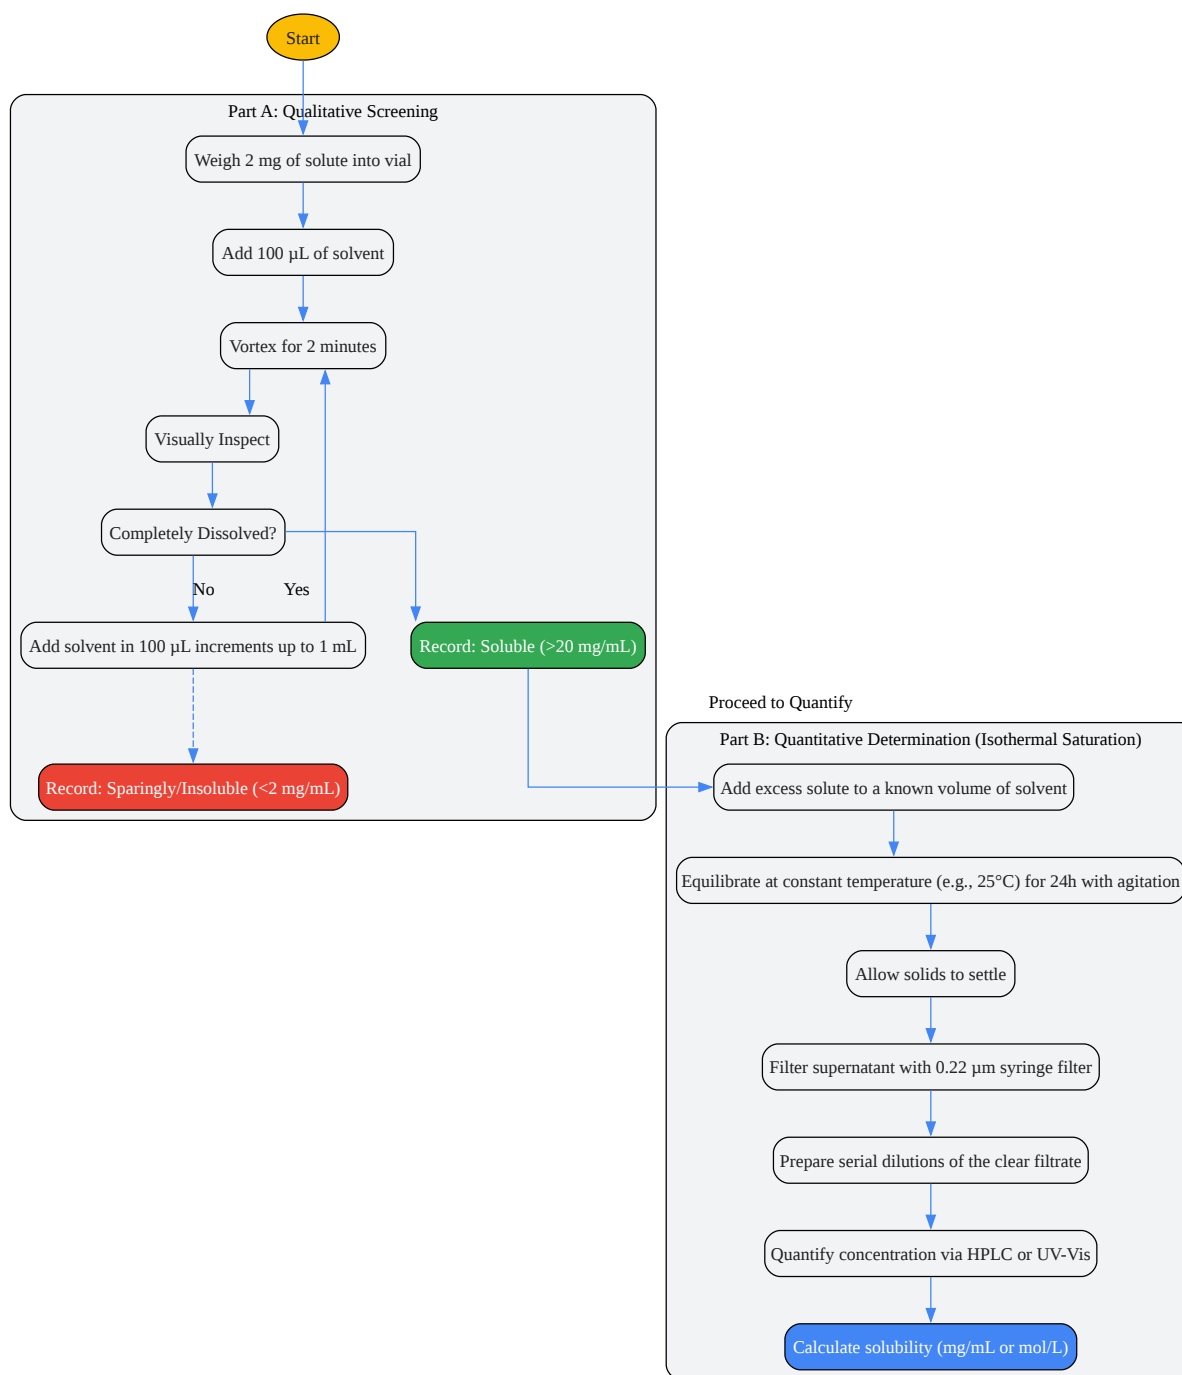 Start
Part A: Qualitative Screening
Weigh 2 mg of solute into vial
Add 100 µL of solvent
Vortex for 2 minutes
Visually Inspect
Completely Dissolved?
No
Yes
Add solvent in 100 µL increments up to 1 mL
Record: Soluble (>20 mg/mL)
Record: Sparingly/Insoluble (<2 mg/mL)
Proceed to Quantify
Part B: Quantitative Determination (Isothermal Saturation)
Add excess solute to a known volume of solvent
Equilibrate at constant temperature (e.g., 25°C) for 24h with agitation
Allow solids to settle
Filter supernatant with 0.22 µm syringe filter
Prepare serial dilutions of the clear filtrate
Quantify concentration via HPLC or UV-Vis
Calculate solubility (mg/mL or mol/L)